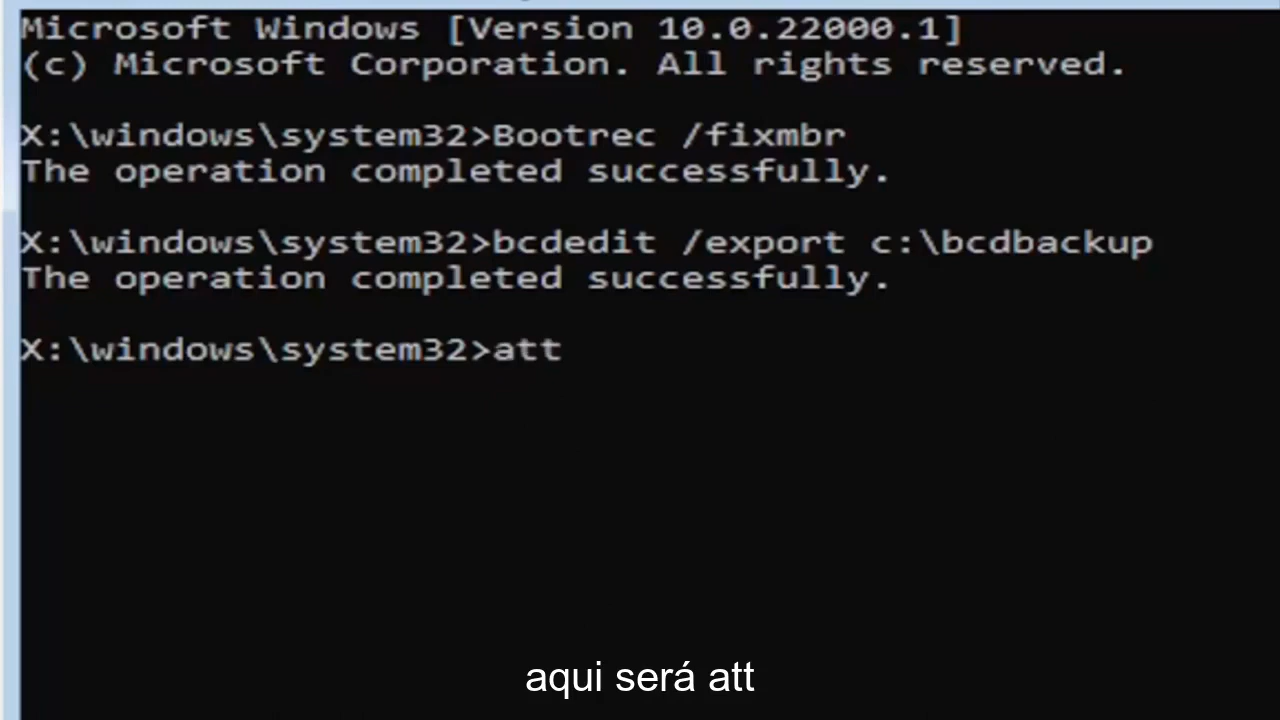 Microsoft Windows [Version 10.0.22000.1]
(c) Microsoft Corporation. All rights reserved.
X:\windows\system32>Bootrec /fixmbr
The operation completed successfully.
X:\windows\system32>bcdedit /export c:\bcdbackup
The operation completed successfully.
X:\windows\system32>att
aqui será att